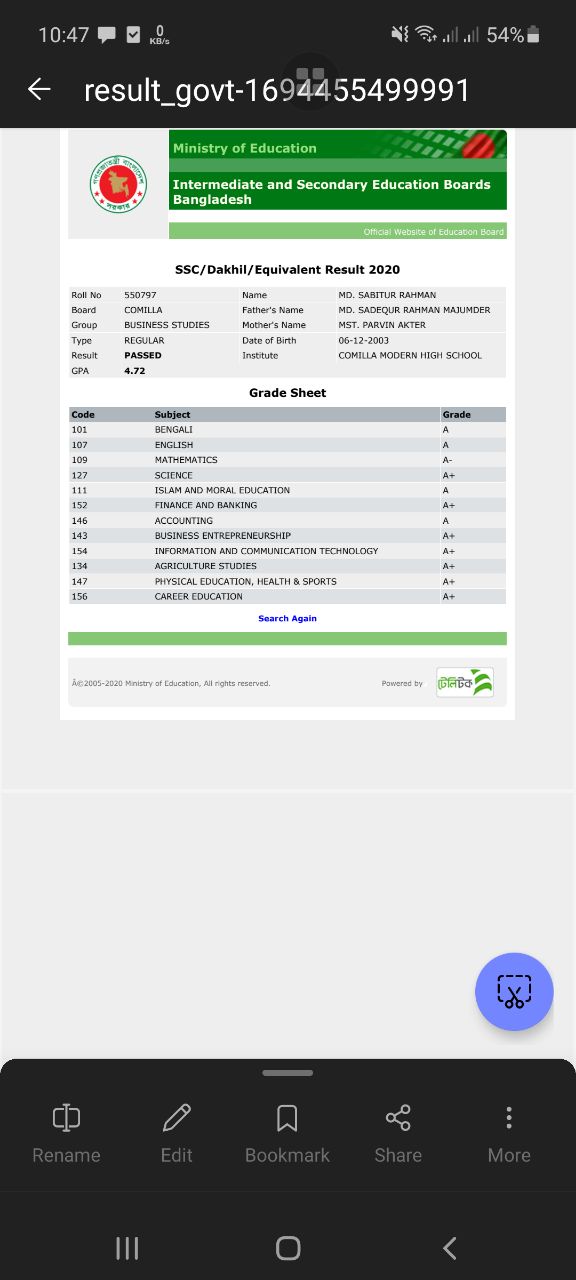 10:47 0 KB/s 54%
result_govt-1694455499991
Ministry of Education
Intermediate and Secondary Education Boards
Bangladesh
Official Website of Education Board
SSC/Dakhil/Equivalent Result 2020
Roll No 550797 Name MD. SABITUR RAHMAN
Board COMILLA Father's Name MD. SADEQUR RAHMAN MAJUMDER
Group BUSINESS STUDIES Mother's Name MST. PARVIN AKTER
Type REGULAR Date of Birth 06-12-2003
Result PASSED Institute COMILLA MODERN HIGH SCHOOL
GPA 4.72
Grade Sheet
Code Subject Grade
101 BENGALI A
107 ENGLISH A
109 MATHEMATICS A-
127 SCIENCE A+
111 ISLAM AND MORAL EDUCATION A
152 FINANCE AND BANKING A+
146 ACCOUNTING A
143 BUSINESS ENTREPRENEURSHIP A+
154 INFORMATION AND COMMUNICATION TECHNOLOGY A+
134 AGRICULTURE STUDIES A+
147 PHYSICAL EDUCATION, HEALTH & SPORTS A+
156 CAREER EDUCATION A+
Search Again
Â©2005-2020 Ministry of Education, All rights reserved. Powered by টেলিটক
Rename Edit Bookmark Share More